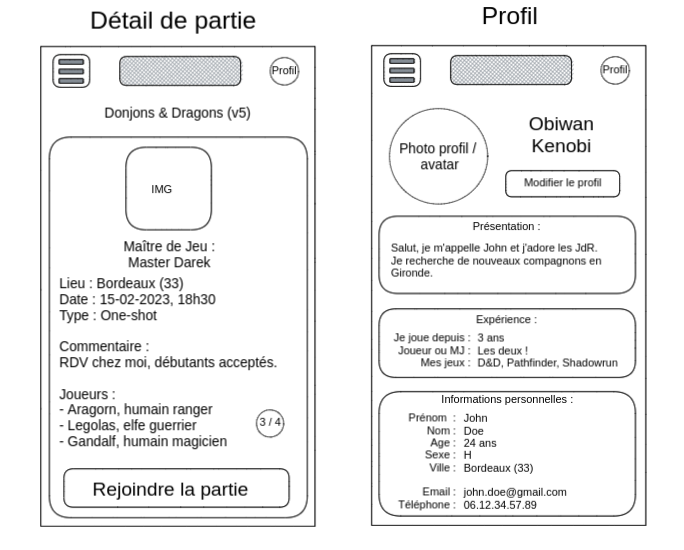 Détail de partie
Profil
Donjons & Dragons (v5)
IMG
Maître de Jeu :
Master Darek
Lieu : Bordeaux (33)
Date : 15-02-2023, 18h30
Type : One-shot
Commentaire :
RDV chez moi, débutants acceptés.
Joueurs :
- Aragorn, humain ranger
- Legolas, elfe guerrier
- Gandalf, humain magicien
3 / 4
Rejoindre la partie
Profil
Profil
Photo profil /
avatar
Obiwan
Kenobi
Modifier le profil
Présentation :
Salut, je m'appelle John et j'adore les JdR.
Je recherche de nouveaux compagnons en
Gironde.
Expérience :
Je joue depuis : 3 ans
Joueur ou MJ : Les deux !
Mes jeux : D&D, Pathfinder, Shadowrun
Informations personnelles :
Prénom : John
Nom : Doe
Age : 24 ans
Sexe : H
Ville : Bordeaux (33)
Email : john.doe@gmail.com
Téléphone : 06.12.34.57.89